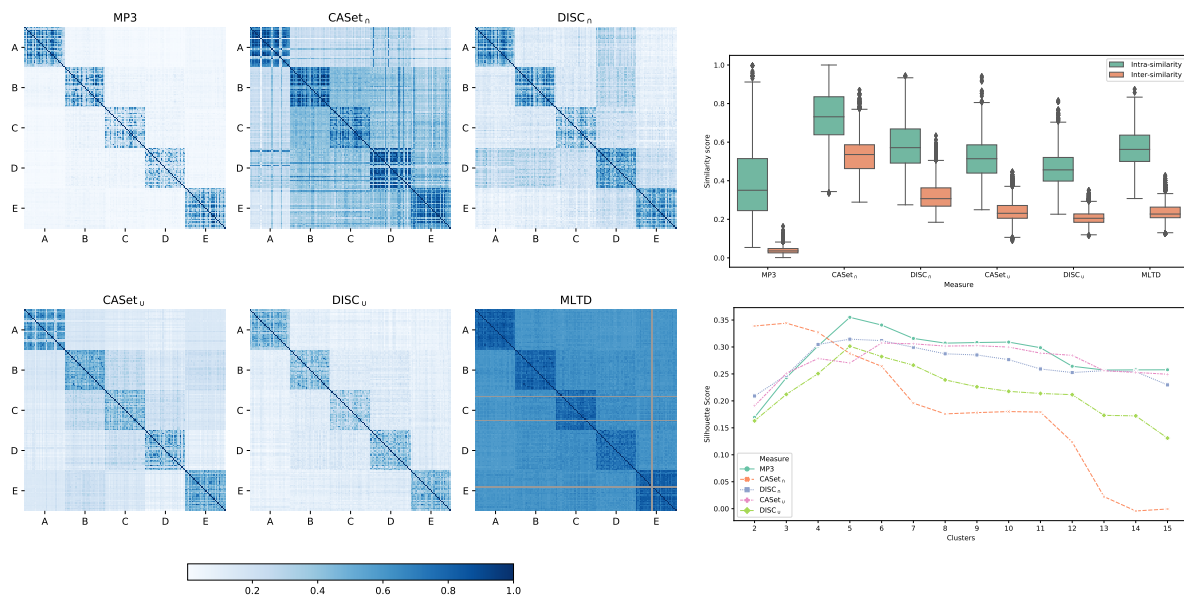 MP3
CASet ∩
DISC ∩
A
B
C
D
E
A B C D E
A B C D E
A B C D E
CASet ∪
DISC ∪
MLTD
A
B
C
D
E
A
B
C
D
E
A
B
C
D
E
A B C D E
A B C D E
A B C D E
0.2 0.4 0.6 0.8 1.0
Intra-similarity
Inter-similarity
Similarity score
1.0
0.8
0.6
0.4
0.2
0.0
MP3 CASet∩ DISC∩ CASet∪ DISC∪ MLTD
Measure
Silhouette Score
0.35
0.30
0.25
0.20
0.15
0.10
0.05
0.00
Measure
MP3
CASet∩
DISC∩
CASet∪
DISC∪
2 3 4 5 6 7 8 9 10 11 12 13 14 15
Clusters